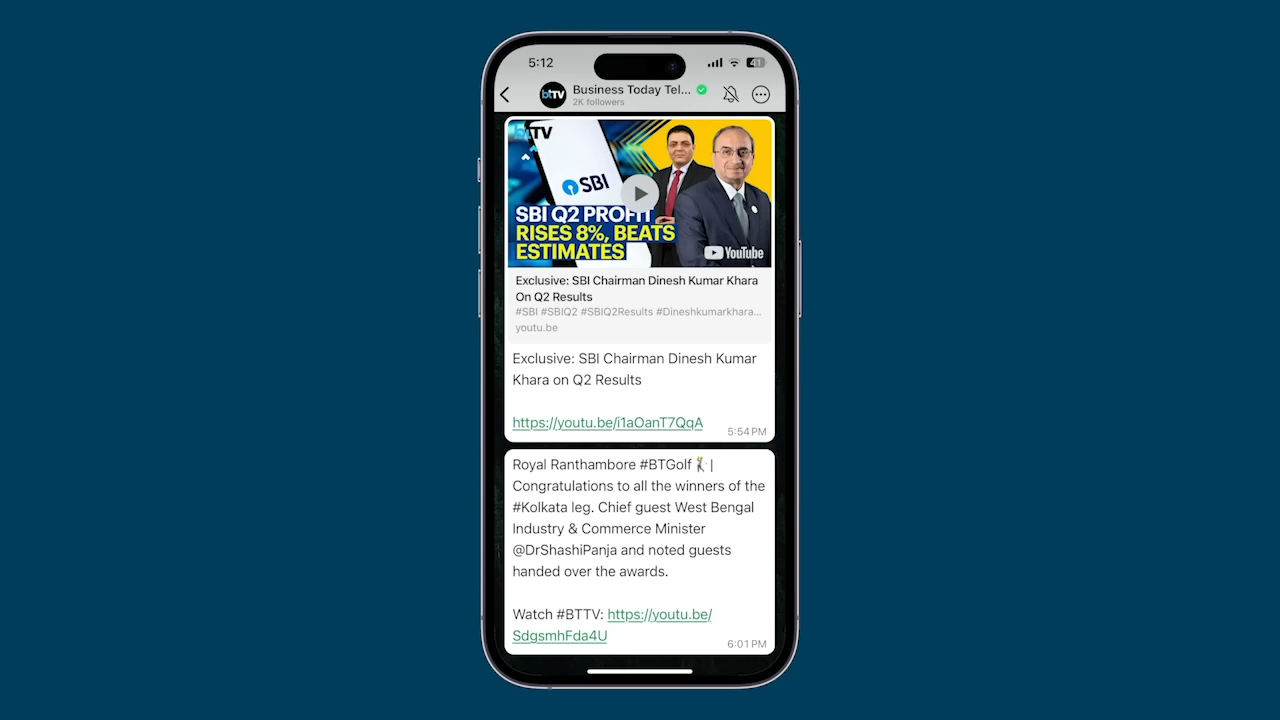 5:12
41
btTV
Business Today Tel...
2K followers
btTV
SBI
SBI Q2 PROFIT
RISES 8%, BEATS
ESTIMATES
YouTube
Exclusive: SBI Chairman Dinesh Kumar Khara
On Q2 Results
#SBI #SBIQ2 #SBIQ2Results #Dineshkumarkhara...
youtu.be
Exclusive: SBI Chairman Dinesh Kumar
Khara on Q2 Results
https://youtu.be/i1aOanT7QqA
5:54 PM
Royal Ranthambore #BTGolf🏌|
Congratulations to all the winners of the
#Kolkata leg. Chief guest West Bengal
Industry & Commerce Minister
@DrShashiPanja and noted guests
handed over the awards.
Watch #BTTV: https://youtu.be/
SdgsmhFda4U
6:01 PM